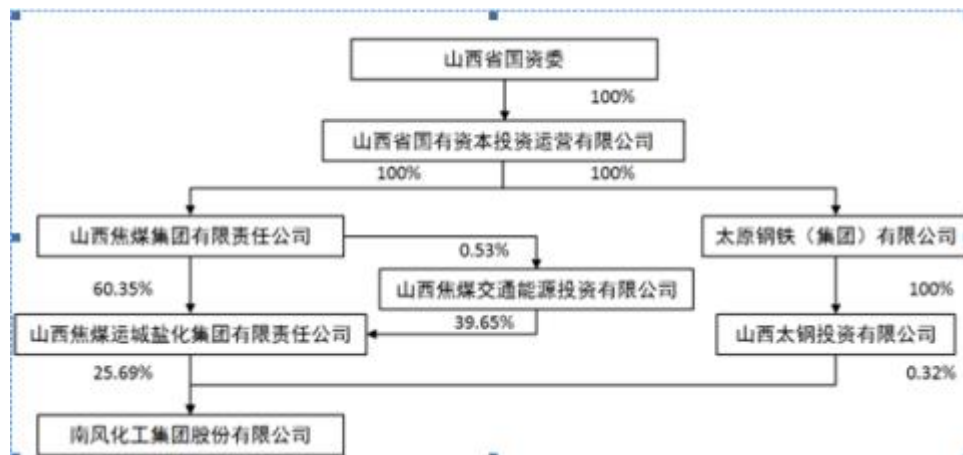 山西省国资委
100%
山西省国有资本投资运营有限公司
100%
100%
山西焦煤集团有限责任公司
太原钢铁（集团）有限公司
0.53%
60.35%
山西焦煤交通能源投资有限公司
100%
39.65%
山西焦煤运城盐化集团有限责任公司
山西太钢投资有限公司
25.69%
0.32%
南风化工集团股份有限公司